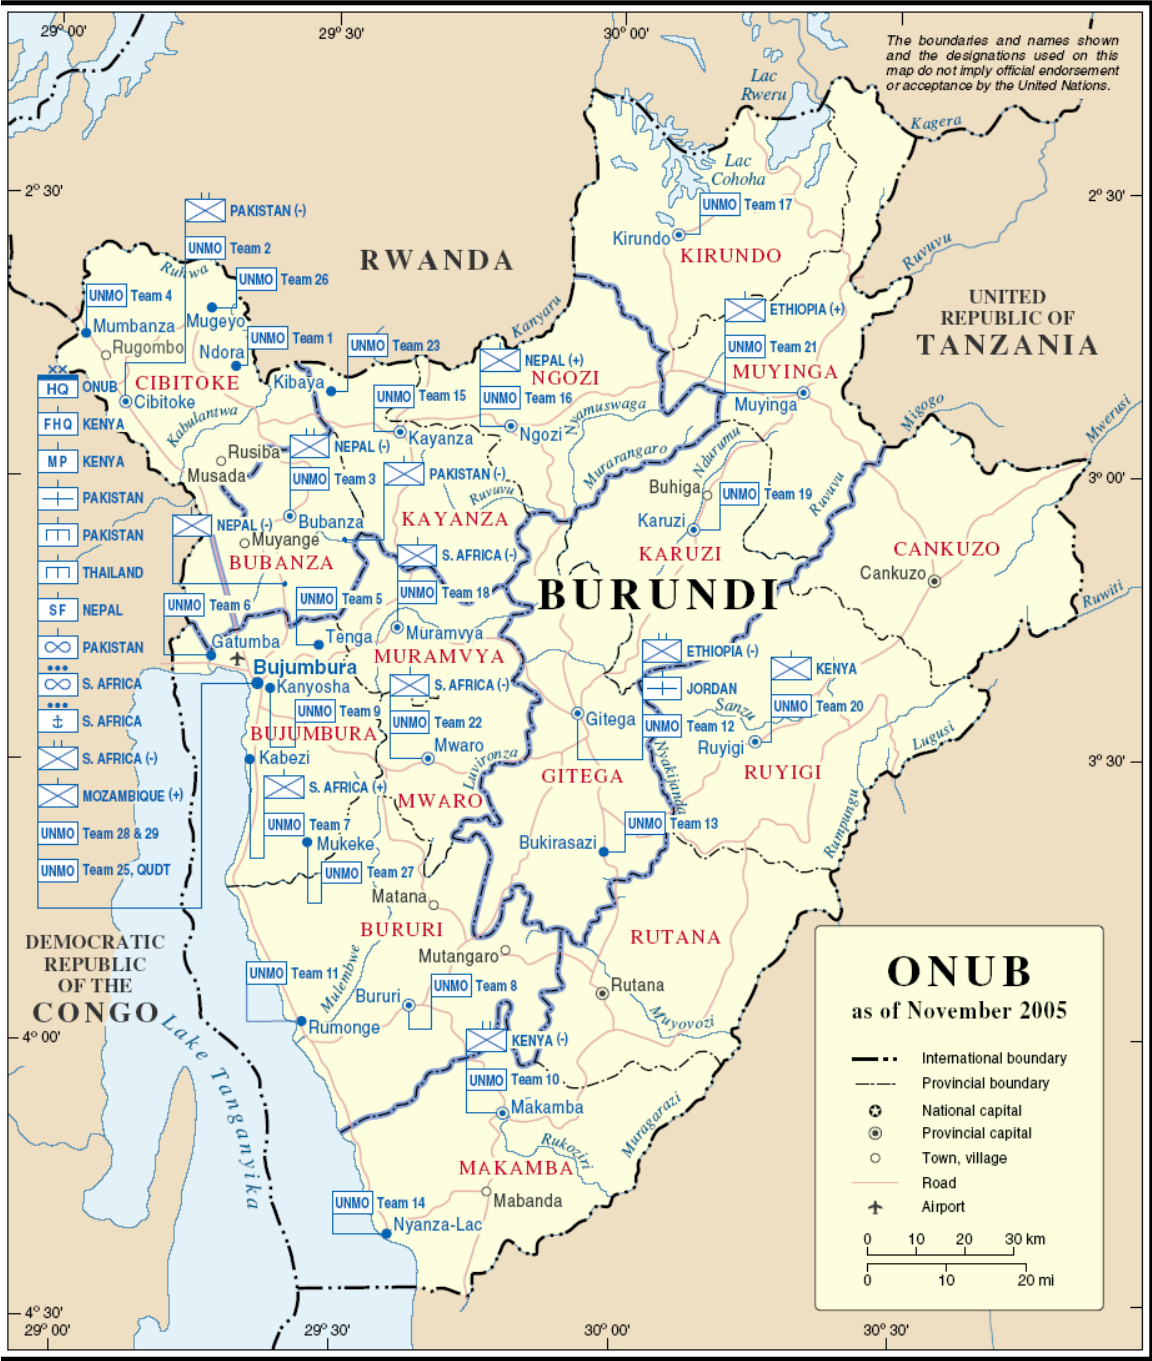 29° 00'
29° 30'
30° 00'
The boundaries and names shown
and the designations used on this
map do not imply official endorsement
or acceptance by the United Nations.
Lac
Rweru
Kagera
Lac
Cohoha
2° 30'
2° 30'
PAKISTAN (-)
UNMO Team 17
Kirundo
KIRUNDO
UNMO Team 2
RWANDA
Ruvuvu
Ruhwa
UNMO Team 26
UNMO Team 4
Mumbanza
Mugeyo
Kanyaru
ETHIOPIA (+)
UNITED
REPUBLIC OF
TANZANIA
UNMO Team 1
UNMO Team 23
UNMO Team 21
Rugombo
Ndora
NEPAL (+)
NGOZI
MUYINGA
HQ ONUB
CIBITOKE
Kibaya
Cibitoke
UNMO Team 15
UNMO Team 16
Muyinga
Nyamuswaga
Migogo
Mwerusi
FHQ KENYA
Kabulantwa
Kayanza
Ngozi
NEPAL (-)
Rusiba
Murarangaro
Ndurumu
MP KENYA
Musada
UNMO Team 3
PAKISTAN (-)
Ruvuvu
Buhiga
UNMO Team 19
Ruvuvu
3° 00'
3° 00'
PAKISTAN
KAYANZA
Karuzi
NEPAL (-)
Bubanza
PAKISTAN
Muyange
BUBANZA
S. AFRICA (-)
KARUZI
CANKUZO
Cankuzo
THAILAND
BURUNDI
UNMO Team 18
Ruwiti
SF NEPAL
UNMO Team 6
UNMO Team 5
Tenga
Muramvya
PAKISTAN
Gatumba
MURAMVYA
ETHIOPIA (-)
Bujumbura
KENYA
S. AFRICA
Kanyosha
S. AFRICA (-)
JORDAN
UNMO Team 9
Sanzu
UNMO Team 20
S. AFRICA
BUJUMBURA
UNMO Team 22
Gitega
UNMO Team 12
Ruyigi
Lugusi
S. AFRICA (-)
Kabezi
Mwaro
Luvironza
Nyakijanda
3° 30'
GITEGA
RUYIGI
MOZAMBIQUE (+)
S. AFRICA (+)
MWARO
Rumpungu
UNMO Team 28 & 29
UNMO Team 7
Mukeke
UNMO Team 13
Bukirasazi
UNMO Team 25, QUDT
UNMO Team 27
Matana
DEMOCRATIC
REPUBLIC
OF THE
CONGO
BURURI
RUTANA
Mutangaro
UNMO Team 11
Mulembwe
Bururi
UNMO Team 8
Rutana
Rumonge
Muyovozi
4° 00'
Lake Tanganyika
KENYA (-)
UNMO Team 10
Makamba
Muragarazi
Rukoziri
MAKAMBA
Mabanda
UNMO Team 14
Nyanza-Lac
ONUB
as of November 2005
International boundary
Provincial boundary
National capital
Provincial capital
Town, village
Road
Airport
0 10 20 30 km
0 10 20 mi
4° 30'
29° 00'
29° 30'
30° 00'
30° 30'